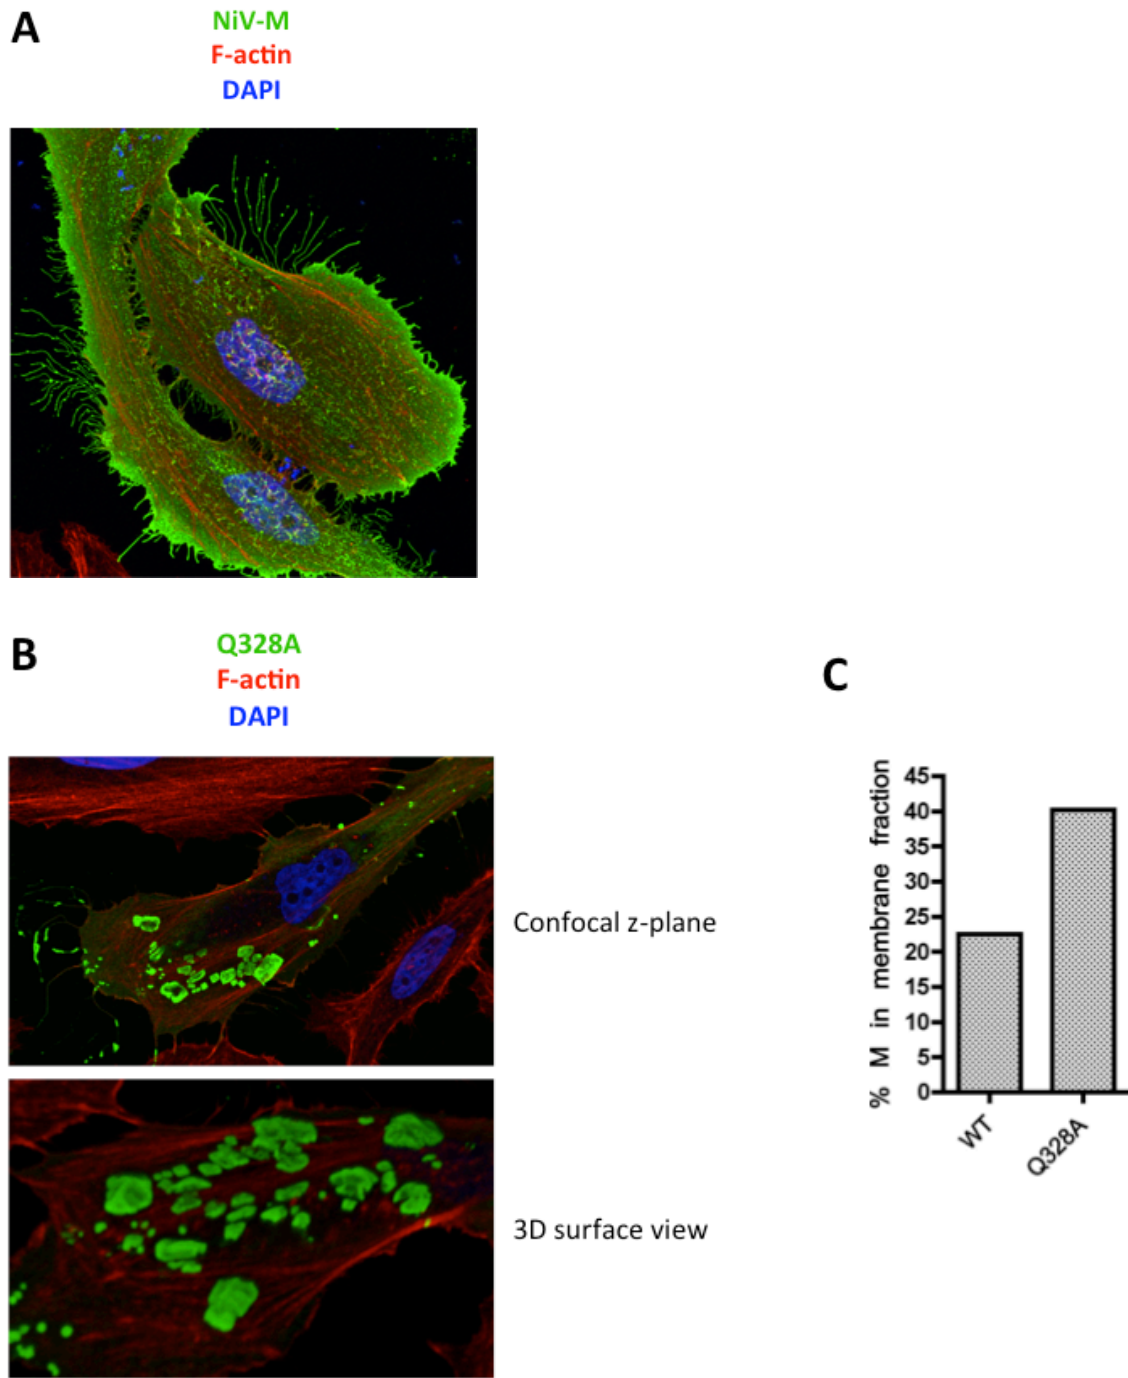 A
NiV-M
F-actin
DAPI
B
Q328A
F-actin
DAPI
Confocal z-plane
3D surface view
C
% M in membrane fraction
45
40
35
30
25
20
15
10
5
0
WT
Q328A